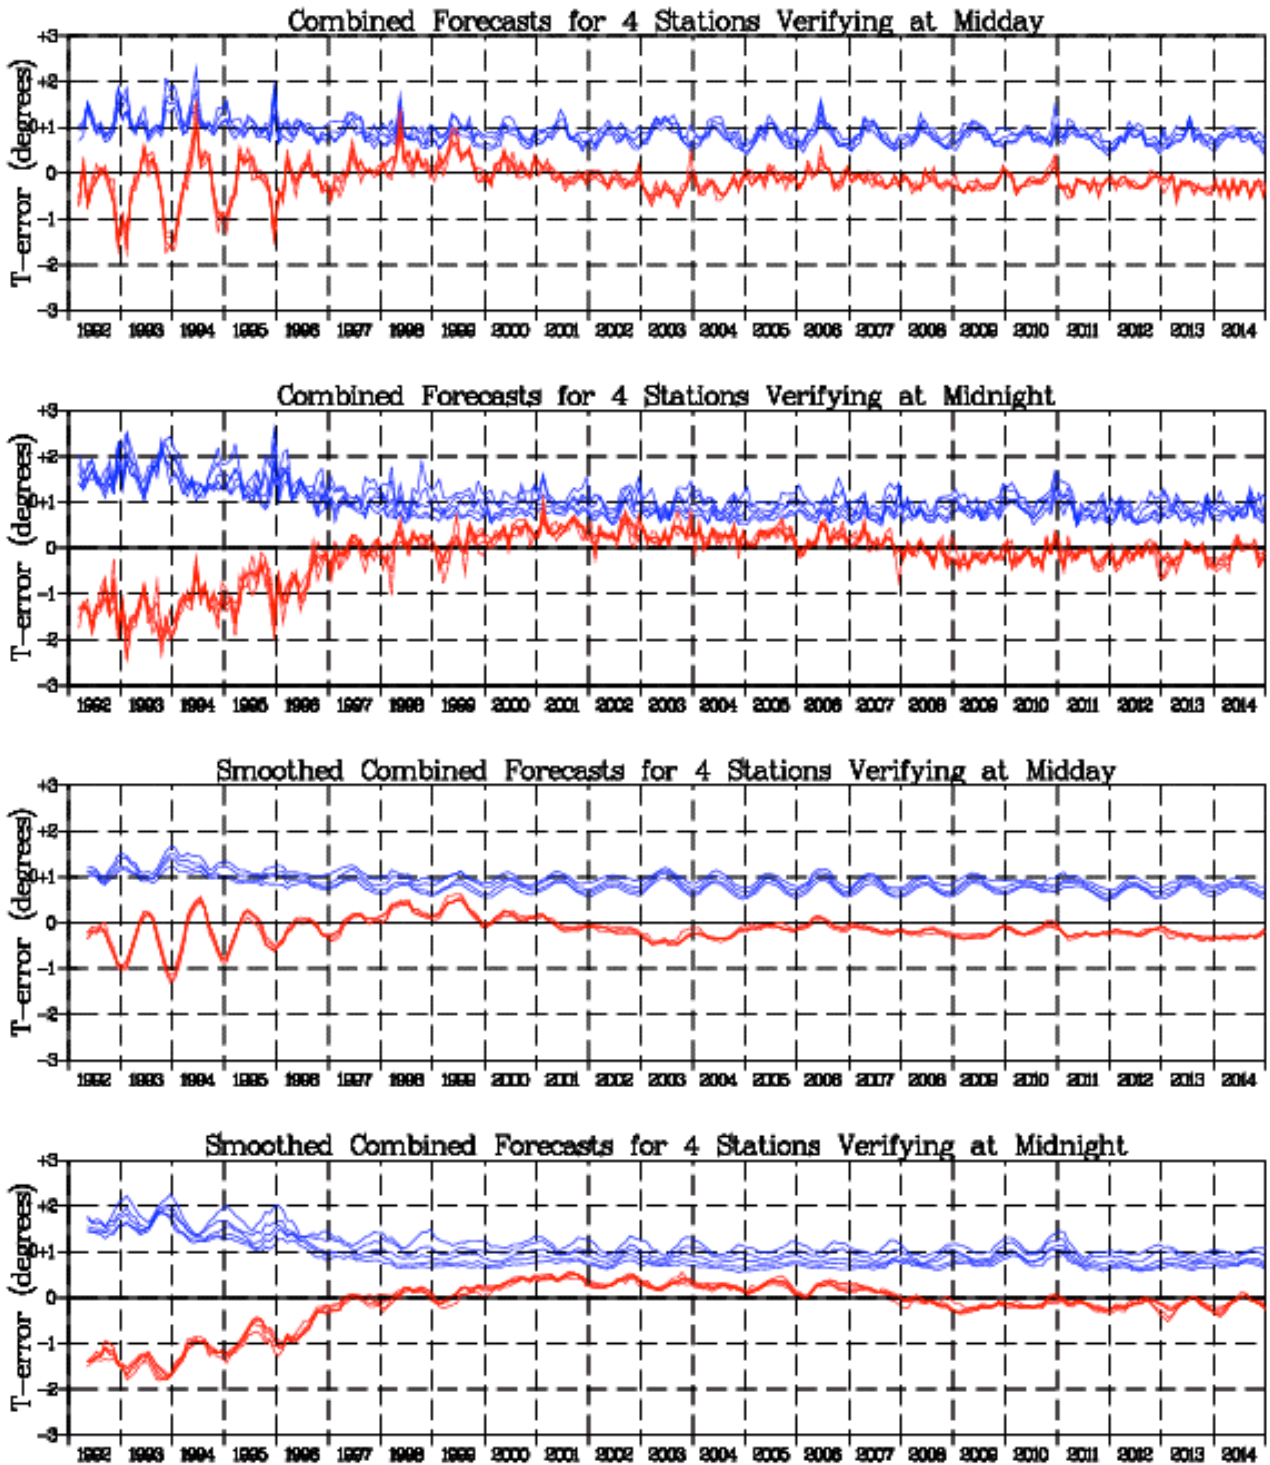 Combined Forecasts for 4 Stations Verifying at Midday
T-error (degrees)
+3
+2
+1
0
-1
-2
-3
1992 1993 1994 1995 1996 1997 1998 1999 2000 2001 2002 2003 2004 2005 2006 2007 2008 2009 2010 2011 2012 2013 2014
Combined Forecasts for 4 Stations Verifying at Midnight
T-error (degrees)
+3
+2
+1
0
-1
-2
-3
1992 1993 1994 1995 1996 1997 1998 1999 2000 2001 2002 2003 2004 2005 2006 2007 2008 2009 2010 2011 2012 2013 2014
Smoothed Combined Forecasts for 4 Stations Verifying at Midday
T-error (degrees)
+3
+2
+1
0
-1
-2
-3
1992 1993 1994 1995 1996 1997 1998 1999 2000 2001 2002 2003 2004 2005 2006 2007 2008 2009 2010 2011 2012 2013 2014
Smoothed Combined Forecasts for 4 Stations Verifying at Midnight
T-error (degrees)
+3
+2
+1
0
-1
-2
-3
1992 1993 1994 1995 1996 1997 1998 1999 2000 2001 2002 2003 2004 2005 2006 2007 2008 2009 2010 2011 2012 2013 2014